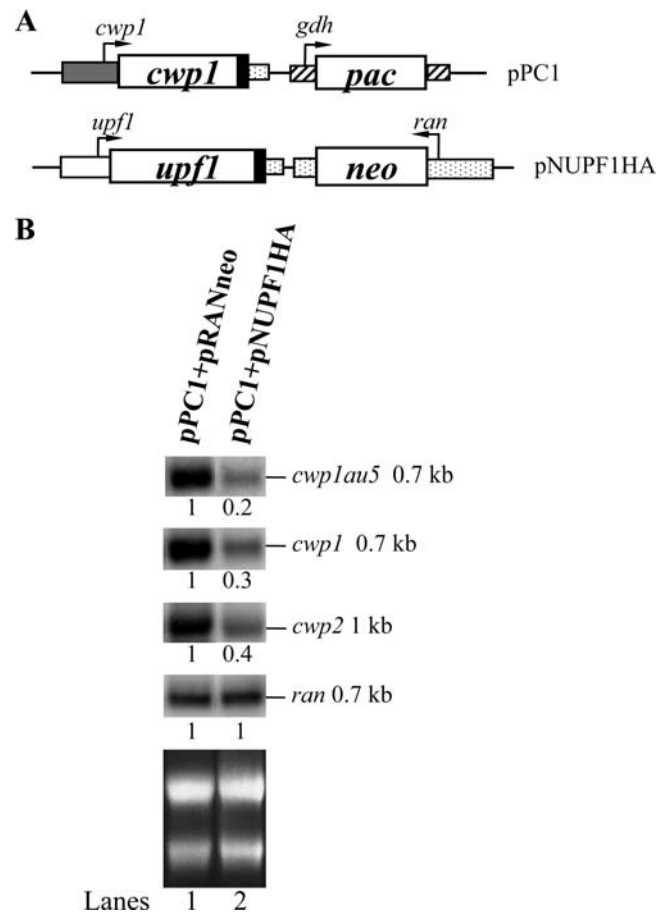 A
cwp1 gdh
cwp1 pac pPC1
upf1 ran
upf1 neo pNUPF1HA
B
pPC1+pRANneo
pPC1+pNUPF1HA
cwp1au5 0.7 kb
1 0.2
cwp1 0.7 kb
1 0.3
cwp2 1 kb
1 0.4
ran 0.7 kb
1 1
Lanes 1 2